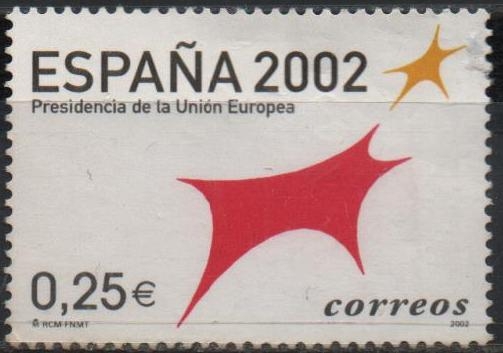 ESPAÑA 2002
Presidencia de la Unión Europea
0,25€
correos
RCM-FNMT
2002